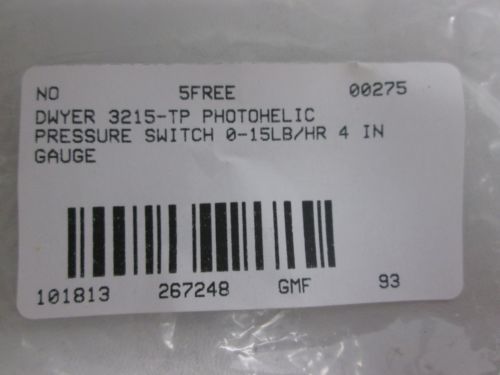 NO 5FREE 00275
DWYER 3215-TP PHOTOHELIC
PRESSURE SWITCH 0-15LB/HR 4 IN
GAUGE
101813 267248 GMF 93